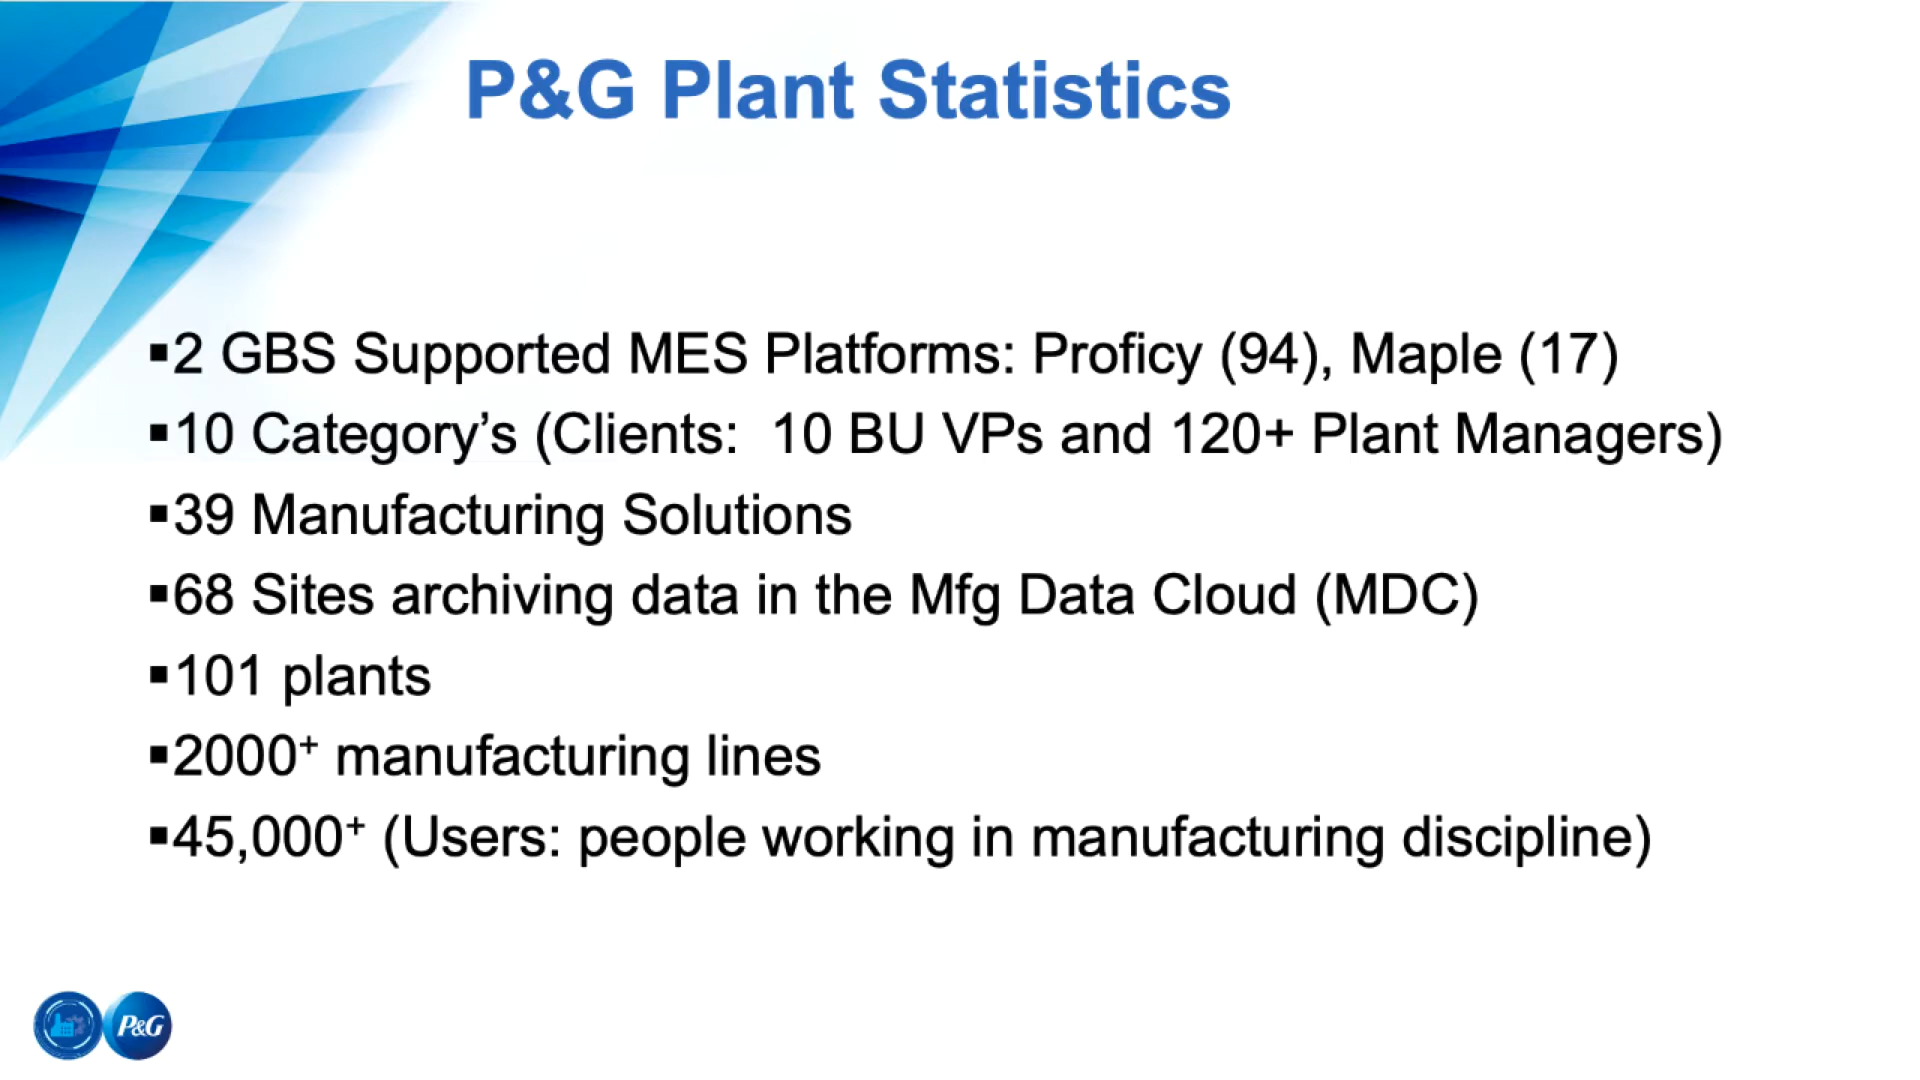 P&G Plant Statistics
▪2 GBS Supported MES Platforms: Proficy (94), Maple (17)
▪10 Category’s (Clients:  10 BU VPs and 120+ Plant Managers)
▪39 Manufacturing Solutions
▪68 Sites archiving data in the Mfg Data Cloud (MDC)
▪101 plants
▪2000⁺ manufacturing lines
▪45,000⁺ (Users: people working in manufacturing discipline)
P&G